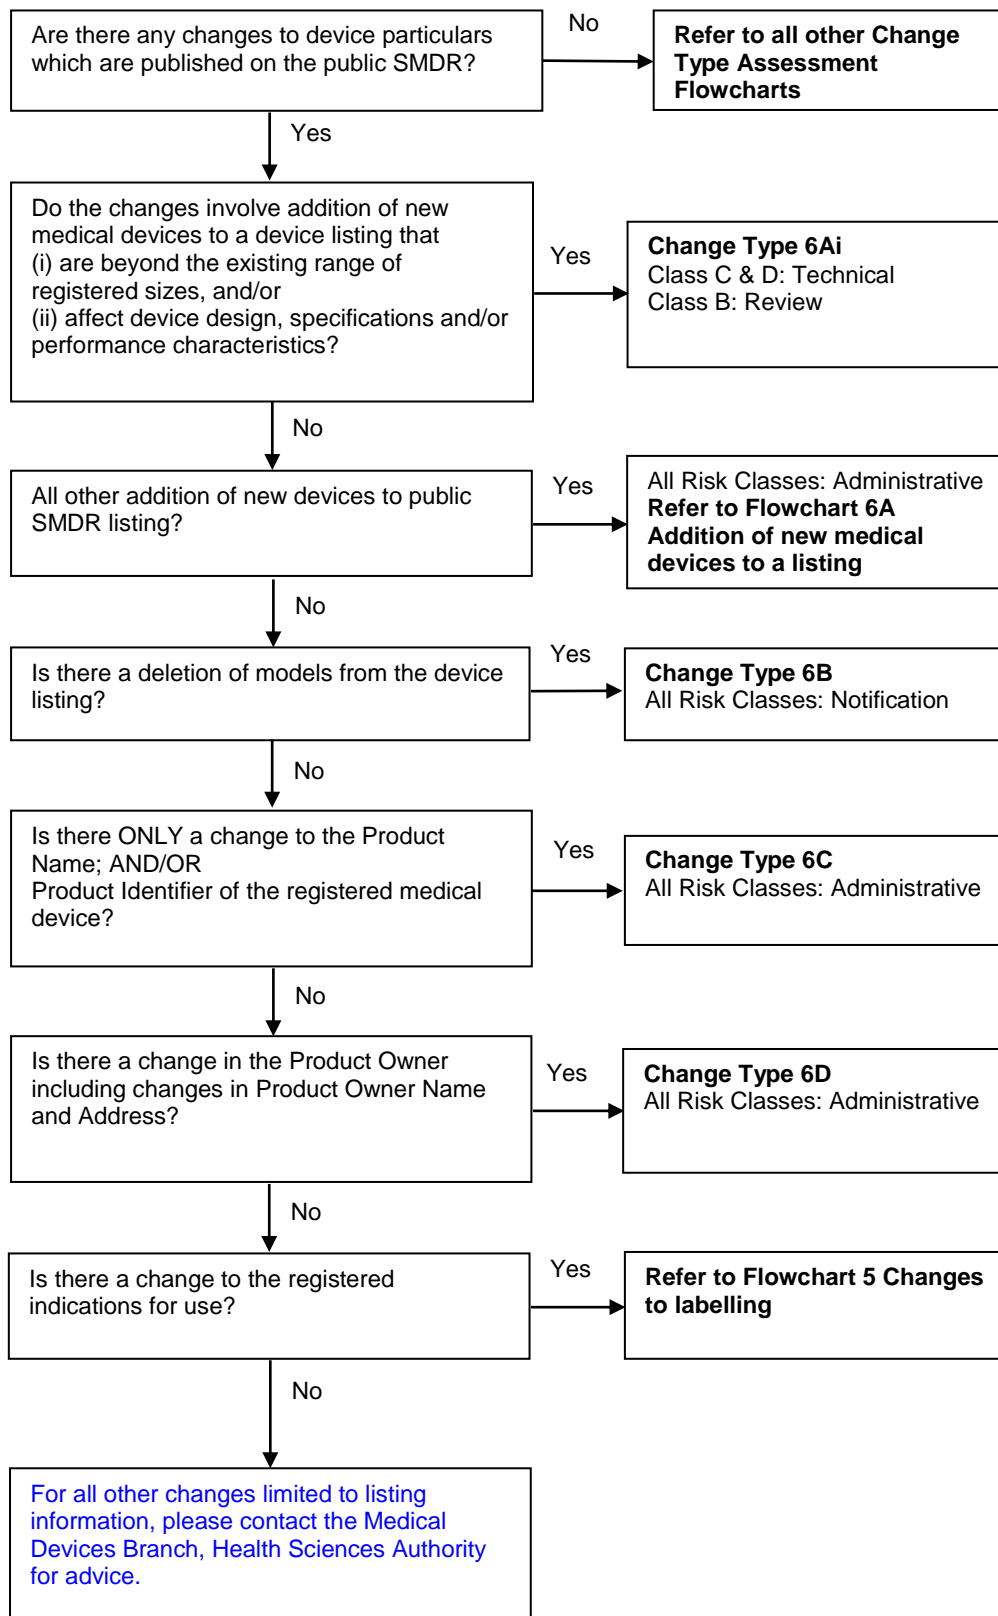 Are there any changes to device particulars
which are published on the public SMDR?
No
Refer to all other Change
Type Assessment
Flowcharts
Yes
Do the changes involve addition of new
medical devices to a device listing that
(i) are beyond the existing range of
registered sizes, and/or
(ii) affect device design, specifications and/or
performance characteristics?
Yes
Change Type 6Ai
Class C & D: Technical
Class B: Review
No
All other addition of new devices to public
SMDR listing?
Yes
All Risk Classes: Administrative
Refer to Flowchart 6A
Addition of new medical
devices to a listing
No
Is there a deletion of models from the device
listing?
Yes
Change Type 6B
All Risk Classes: Notification
No
Is there ONLY a change to the Product
Name; AND/OR
Product Identifier of the registered medical
device?
Yes
Change Type 6C
All Risk Classes: Administrative
No
Is there a change in the Product Owner
including changes in Product Owner Name
and Address?
Yes
Change Type 6D
All Risk Classes: Administrative
No
Is there a change to the registered
indications for use?
Yes
Refer to Flowchart 5 Changes
to labelling
No
For all other changes limited to listing
information, please contact the Medical
Devices Branch, Health Sciences Authority
for advice.